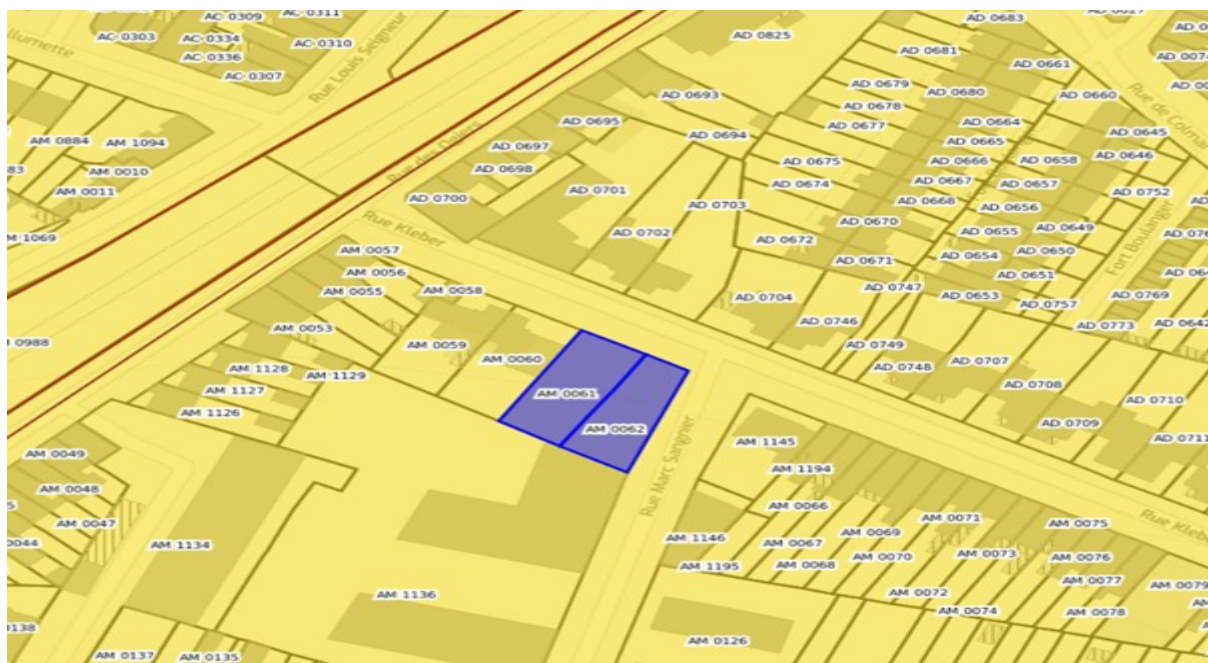 AC 0309
AC 0311
AD 0683
AC 0303
AC 0334
AC 0310
AD 0825
AD 0681
AC 0336
AC 0307
Rue Louis Seigneur
AD 0661
AD 0679
AD 0680
AD 0660
AD 0693
AD 0678
Rue de Colmar
AD 0695
AD 0677
AD 0664
AD 0645
AM 0884
AM 1094
AD 0694
AD 0665
AD 0697
AD 0646
AM 0010
AD 0698
AD 0675
AD 0666
AD 0658
AM 0011
AD 0674
AD 0667
AD 0657
AD 0701
AD 0752
AD 0700
AD 0703
AD 0668
AD 0656
Rue des Ogiers
Rue Kleber
AD 0702
AD 0670
AD 0655
AD 0649
AM 0057
AD 0672
AD 0654
AD 0650
AM 0056
AD 0671
AD 0651
Fort Boulanger
AM 0055
AM 0058
AD 0704
AD 0747
AD 0653
AD 0757
AD 0769
AM 0053
AD 0746
AD 0773
AD 0642
AM 0059
AM 0060
AD 0749
AD 0748
AD 0707
AM 1128
AM 1129
AD 0708
AM 1127
AM 0061
AD 0710
AM 1126
AM 0062
AD 0709
AD 0711
AM 0049
Rue Marc Sangnier
AM 1145
AM 1194
AM 0048
AM 0066
AM 0047
AM 0071
AM 0075
Rue Kleber
AM 1134
AM 1146
AM 0067
AM 0069
AM 0070
AM 0073
AM 0076
AM 1195
AM 0068
AM 0077
AM 0079
AM 1136
AM 0072
AM 0074
AM 0078
AM 0126
AM 0137
AM 0135